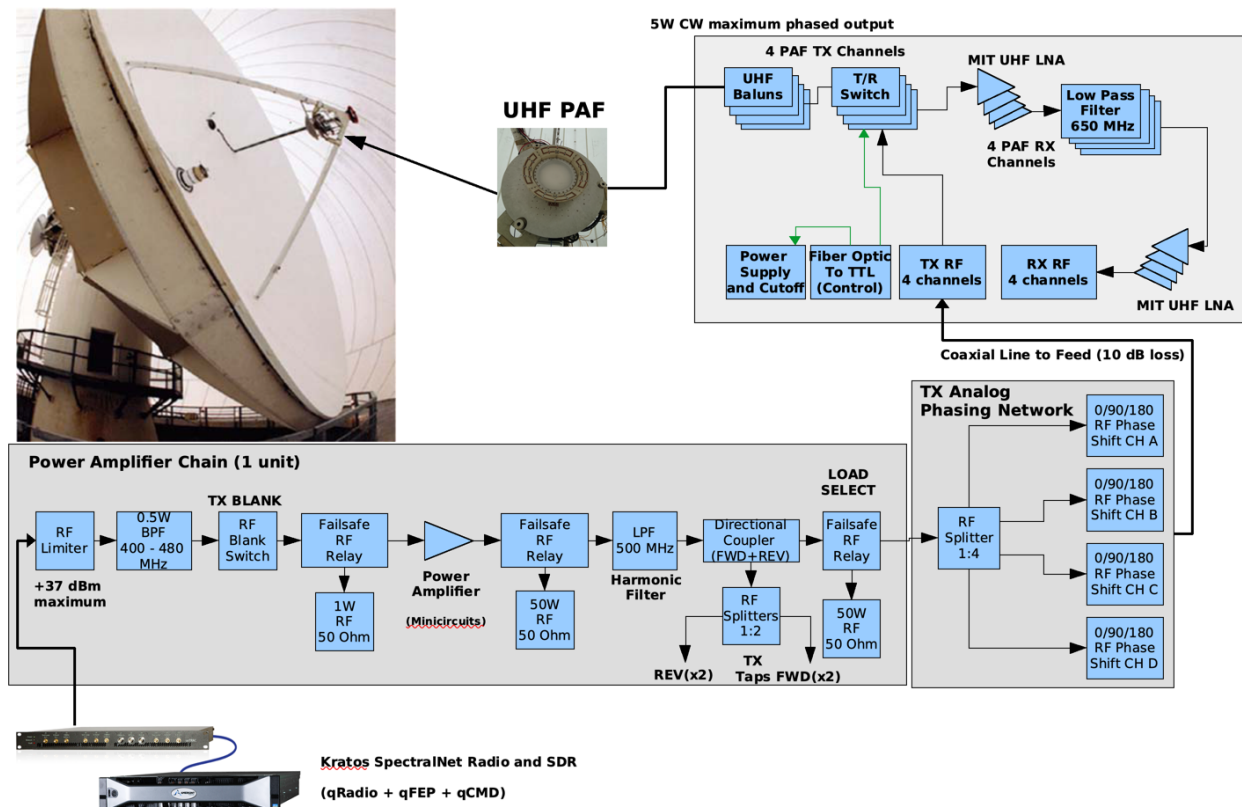 5W CW maximum phased output
4 PAF TX Channels
MIT UHF LNA
UHF
Baluns
T/R
Switch
Low Pass
Filter
650 MHz
4 PAF RX
Channels
UHF PAF
Power
Supply
and Cutoff
Fiber Optic
To TTL
(Control)
TX RF
4 channels
RX RF
4 channels
MIT UHF LNA
Coaxial Line to Feed (10 dB loss)
TX Analog
Phasing Network
0/90/180
RF Phase
Shift CH A
0/90/180
RF Phase
Shift CH B
RF
Splitter
1:4
0/90/180
RF Phase
Shift CH C
0/90/180
RF Phase
Shift CH D
Power Amplifier Chain (1 unit)
LOAD
SELECT
TX BLANK
RF
Limiter
0.5W
BPF
400 - 480
MHz
RF
Blank
Switch
Failsafe
RF
Relay
Failsafe
RF
Relay
LPF
500 MHz
Directional
Coupler
(FWD+REV)
Failsafe
RF
Relay
+37 dBm
maximum
Power
Amplifier
(Minicircuits)
Harmonic
Filter
1W
RF
50 Ohm
50W
RF
50 Ohm
RF
Splitters
1:2
50W
RF
50 Ohm
REV(x2)
TX
Taps
FWD(x2)
Kratos SpectralNet Radio and SDR
(qRadio + qFEP + qCMD)